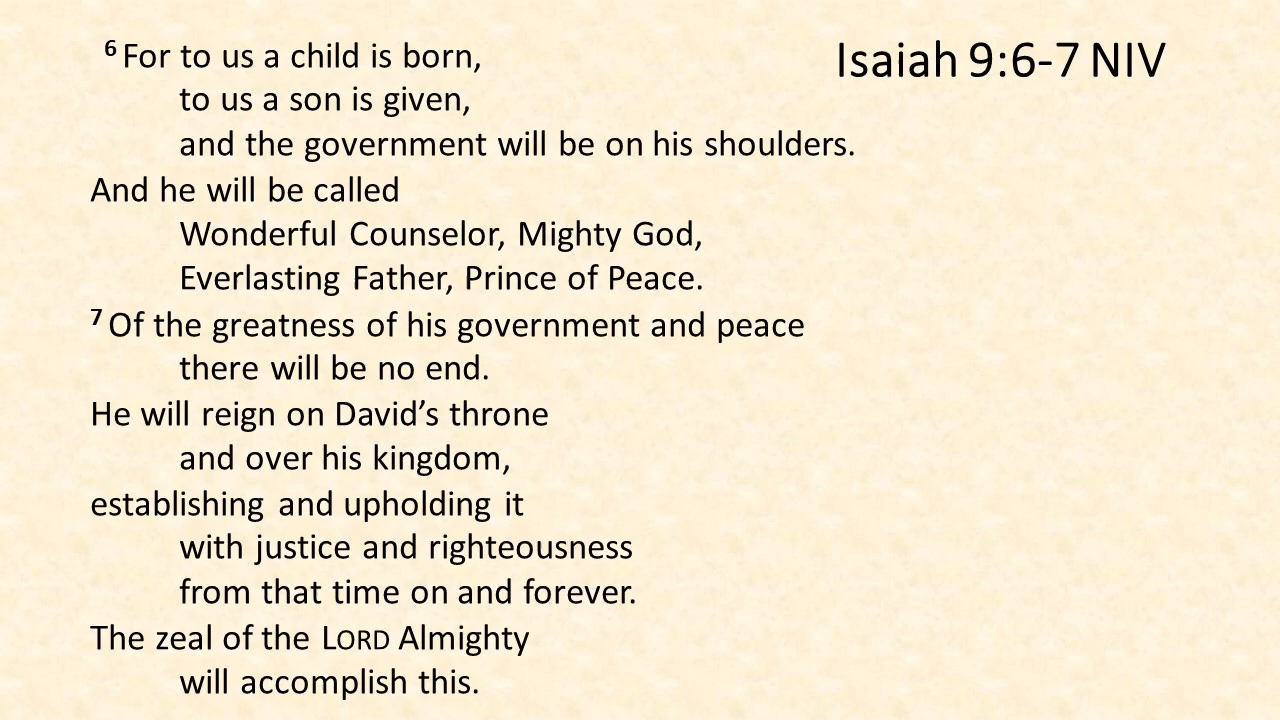 Isaiah 9:6-7 NIV
6 For to us a child is born,
to us a son is given,
and the government will be on his shoulders.
And he will be called
Wonderful Counselor, Mighty God,
Everlasting Father, Prince of Peace.
7 Of the greatness of his government and peace
there will be no end.
He will reign on David’s throne
and over his kingdom,
establishing and upholding it
with justice and righteousness
from that time on and forever.
The zeal of the LORD Almighty
will accomplish this.